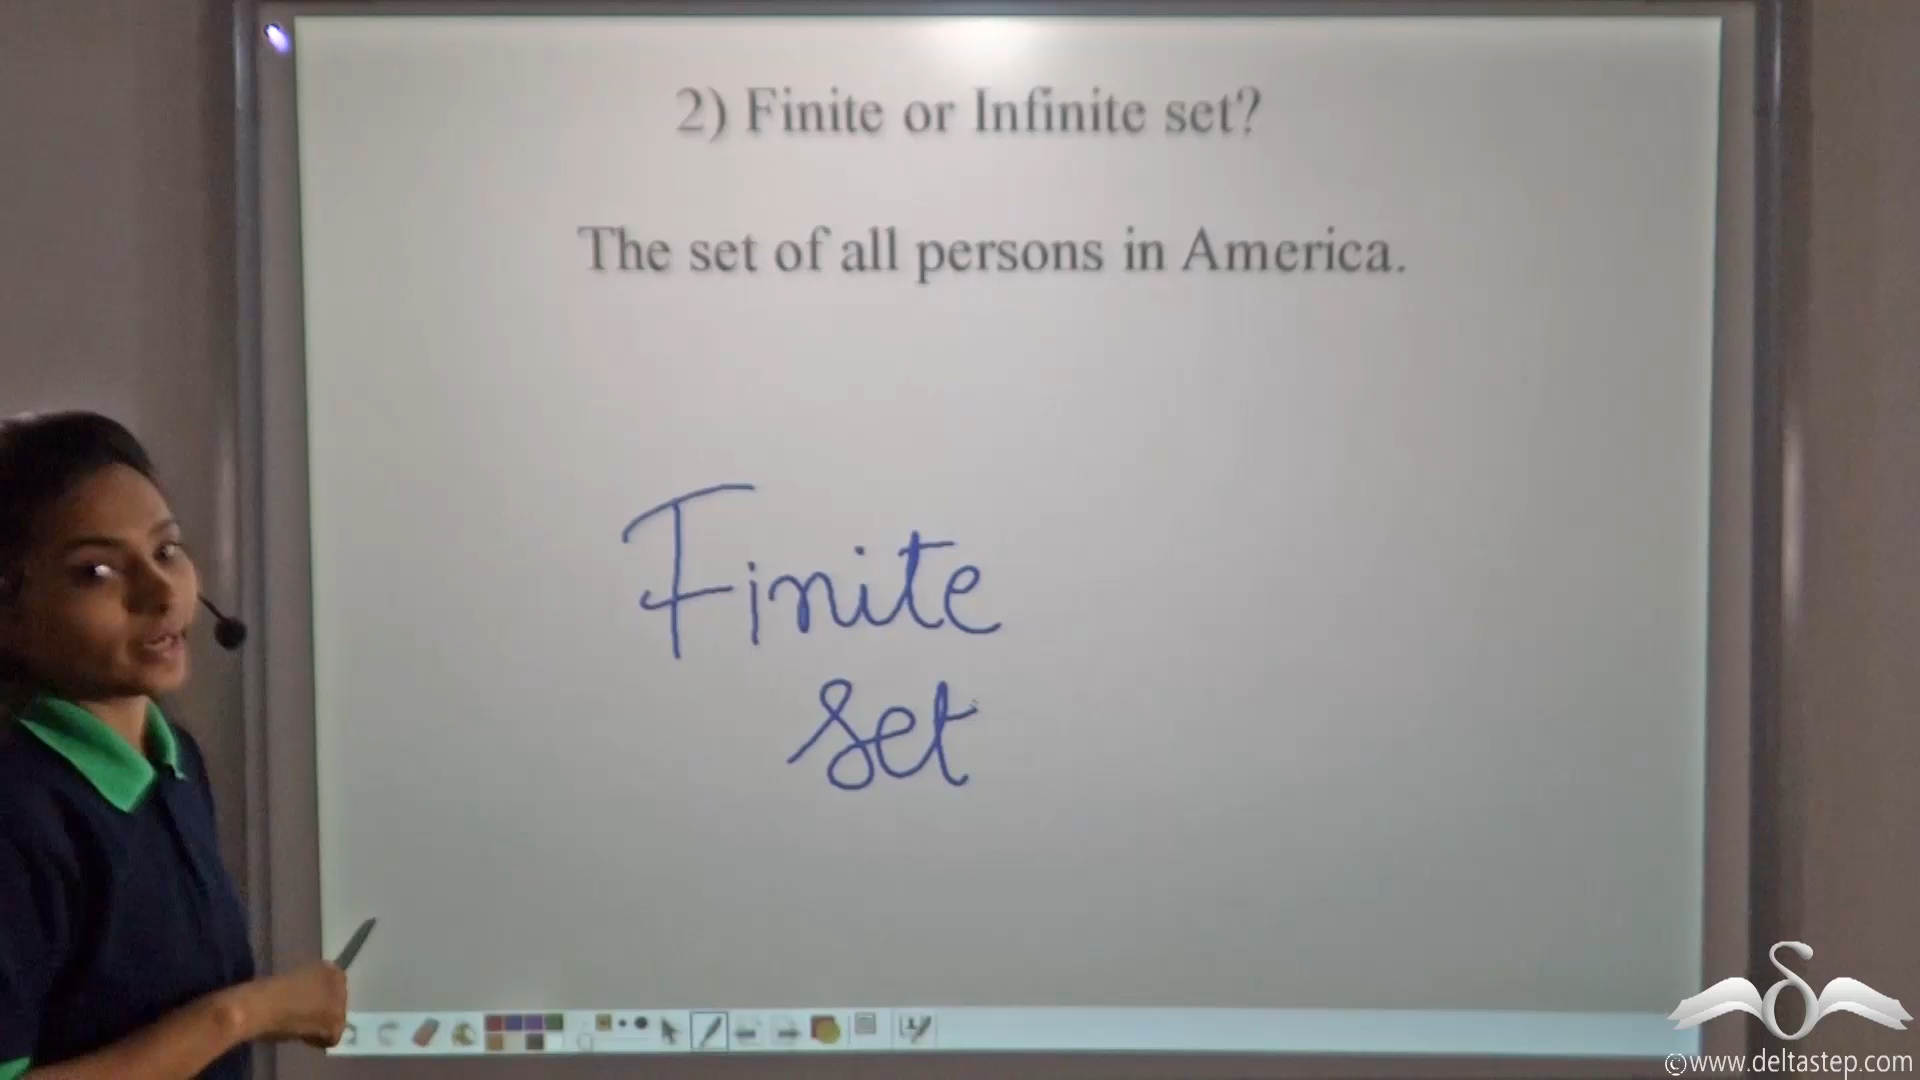 2) Finite or Infinite set?
The set of all persons in America.
Finite
set
©www.deltastep.com